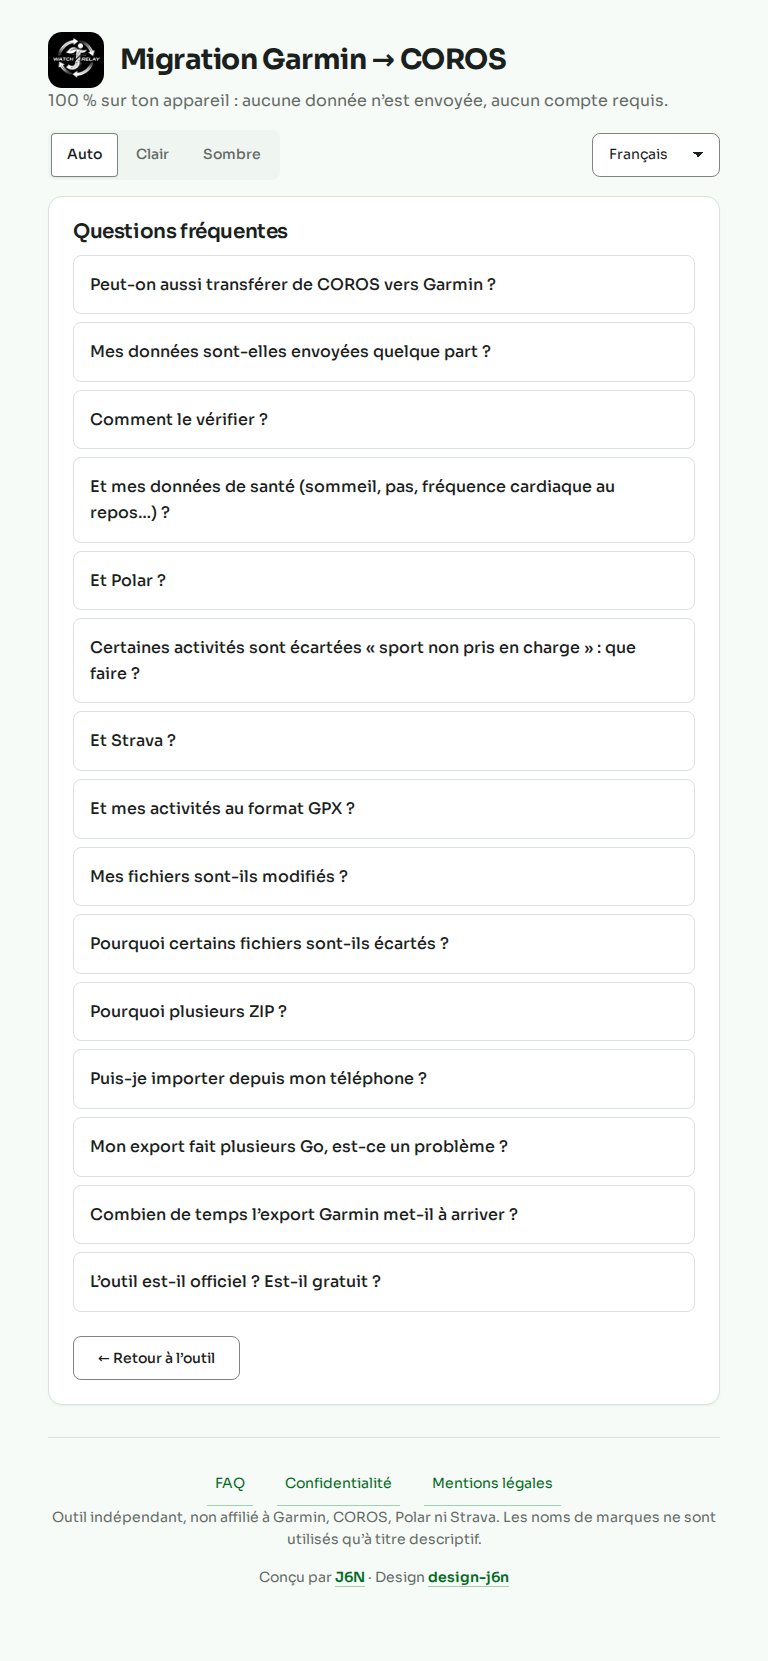 WATCH RELAY
Migration Garmin → COROS
100 % sur ton appareil : aucune donnée n’est envoyée, aucun compte requis.
Auto Clair Sombre Français
Questions fréquentes
Peut-on aussi transférer de COROS vers Garmin ?
Mes données sont-elles envoyées quelque part ?
Comment le vérifier ?
Et mes données de santé (sommeil, pas, fréquence cardiaque au
repos…) ?
Et Polar ?
Certaines activités sont écartées « sport non pris en charge » : que
faire ?
Et Strava ?
Et mes activités au format GPX ?
Mes fichiers sont-ils modifiés ?
Pourquoi certains fichiers sont-ils écartés ?
Pourquoi plusieurs ZIP ?
Puis-je importer depuis mon téléphone ?
Mon export fait plusieurs Go, est-ce un problème ?
Combien de temps l’export Garmin met-il à arriver ?
L’outil est-il officiel ? Est-il gratuit ?
← Retour à l’outil
FAQ Confidentialité Mentions légales
Outil indépendant, non affilié à Garmin, COROS, Polar ni Strava. Les noms de marques ne sont
utilisés qu’à titre descriptif.
Conçu par J6N · Design design-j6n